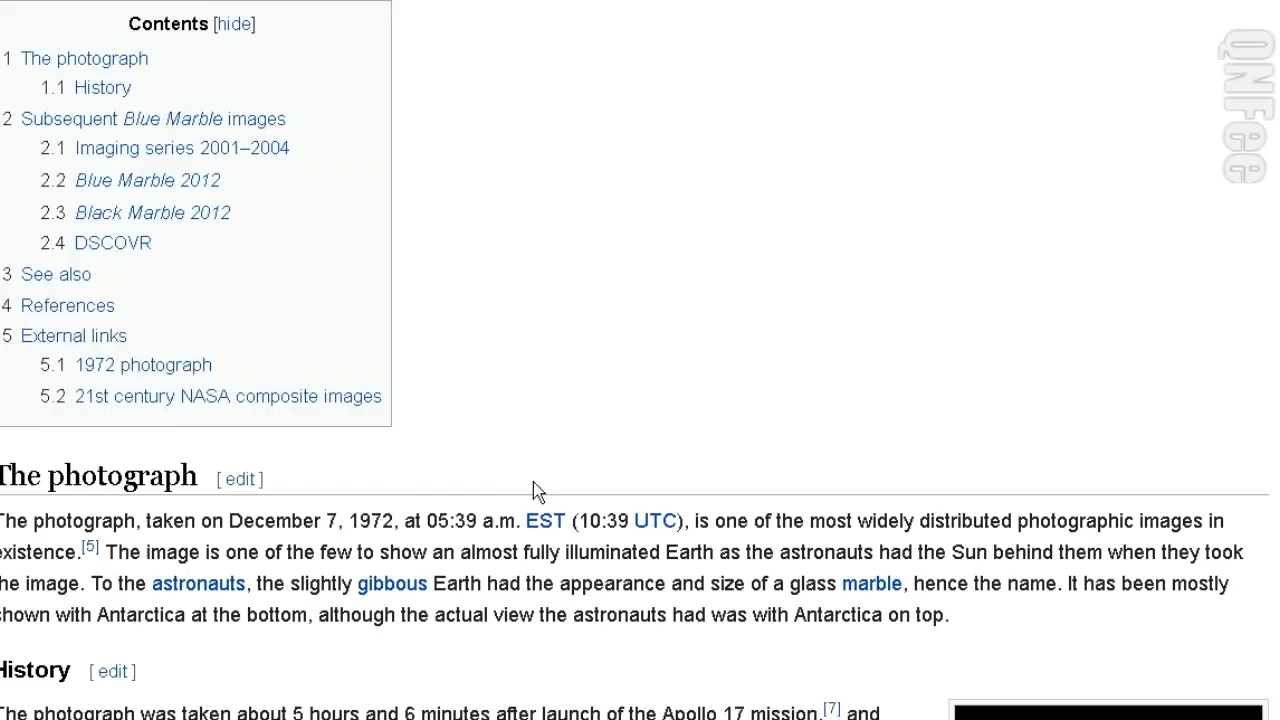 Contents [hide]
1 The photograph
1.1 History
2 Subsequent Blue Marble images
2.1 Imaging series 2001–2004
2.2 Blue Marble 2012
2.3 Black Marble 2012
2.4 DSCOVR
3 See also
4 References
5 External links
5.1 1972 photograph
5.2 21st century NASA composite images
The photograph [ edit ]
The photograph, taken on December 7, 1972, at 05:39 a.m. EST (10:39 UTC), is one of the most widely distributed photographic images in
existence.[5] The image is one of the few to show an almost fully illuminated Earth as the astronauts had the Sun behind them when they took
the image. To the astronauts, the slightly gibbous Earth had the appearance and size of a glass marble, hence the name. It has been mostly
shown with Antarctica at the bottom, although the actual view the astronauts had was with Antarctica on top.
History [ edit ]
The photograph was taken about 5 hours and 6 minutes after launch of the Apollo 17 mission,[7] and
QNFee